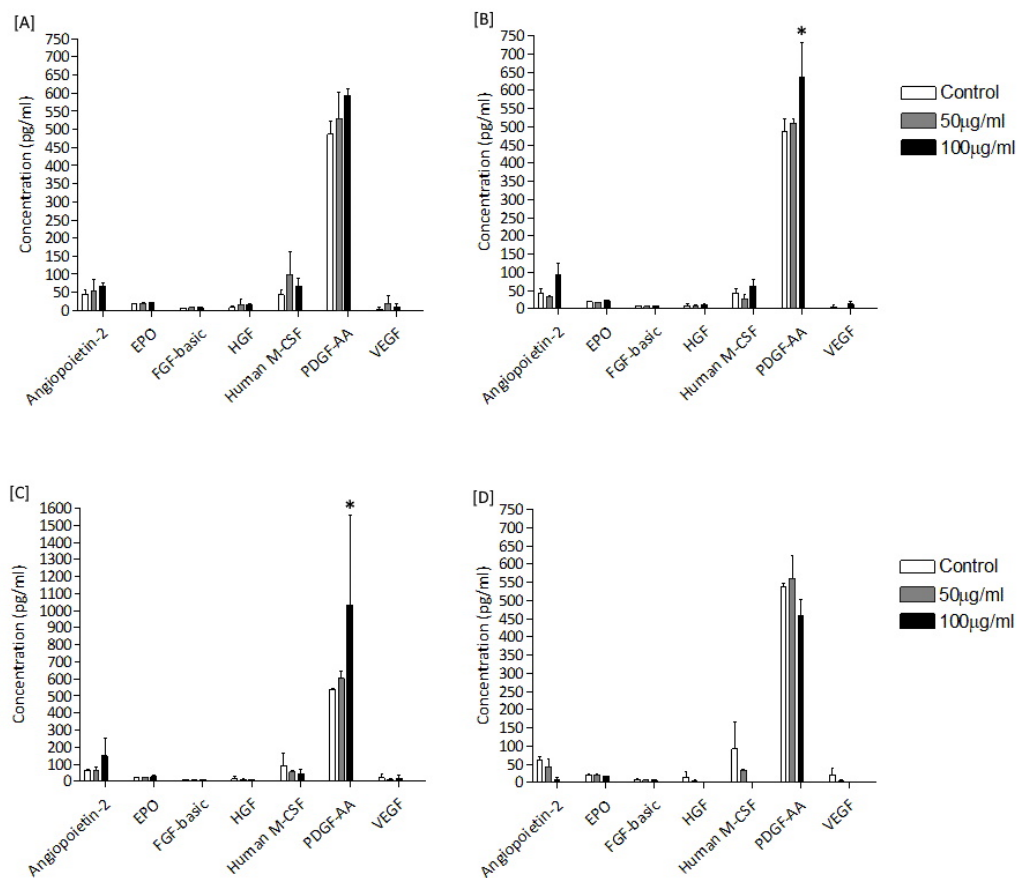 [A]
Concentration (pg/ml)
750
700
650
600
550
500
450
400
350
300
250
200
150
100
50
0
Angiopoietin-2
EPO
FGF-basic
HGF
Human M-CSF
PDGF-AA
VEGF
[B]
Concentration (pg/ml)
750
700
650
600
550
500
450
400
350
300
250
200
150
100
50
0
*
Angiopoietin-2
EPO
FGF-basic
HGF
Human M-CSF
PDGF-AA
VEGF
Control
50μg/ml
100μg/ml
[C]
Concentration (pg/ml)
1600
1500
1400
1300
1200
1100
1000
900
800
700
600
500
400
300
200
100
0
*
Angiopoietin-2
EPO
FGF-basic
HGF
Human M-CSF
PDGF-AA
VEGF
[D]
Concentration (pg/ml)
750
700
650
600
550
500
450
400
350
300
250
200
150
100
50
0
Angiopoietin-2
EPO
FGF-basic
HGF
Human M-CSF
PDGF-AA
VEGF
Control
50μg/ml
100μg/ml